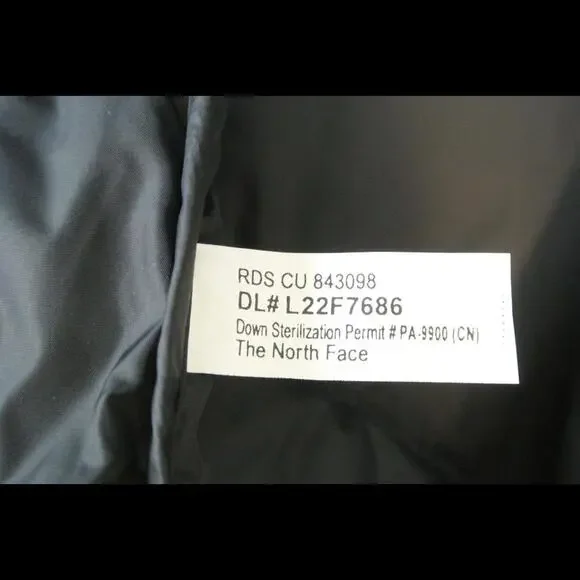 RDS CU 843098
DL# L22F7686
Down Sterilization Permit # PA-9900 (CN)
The North Face